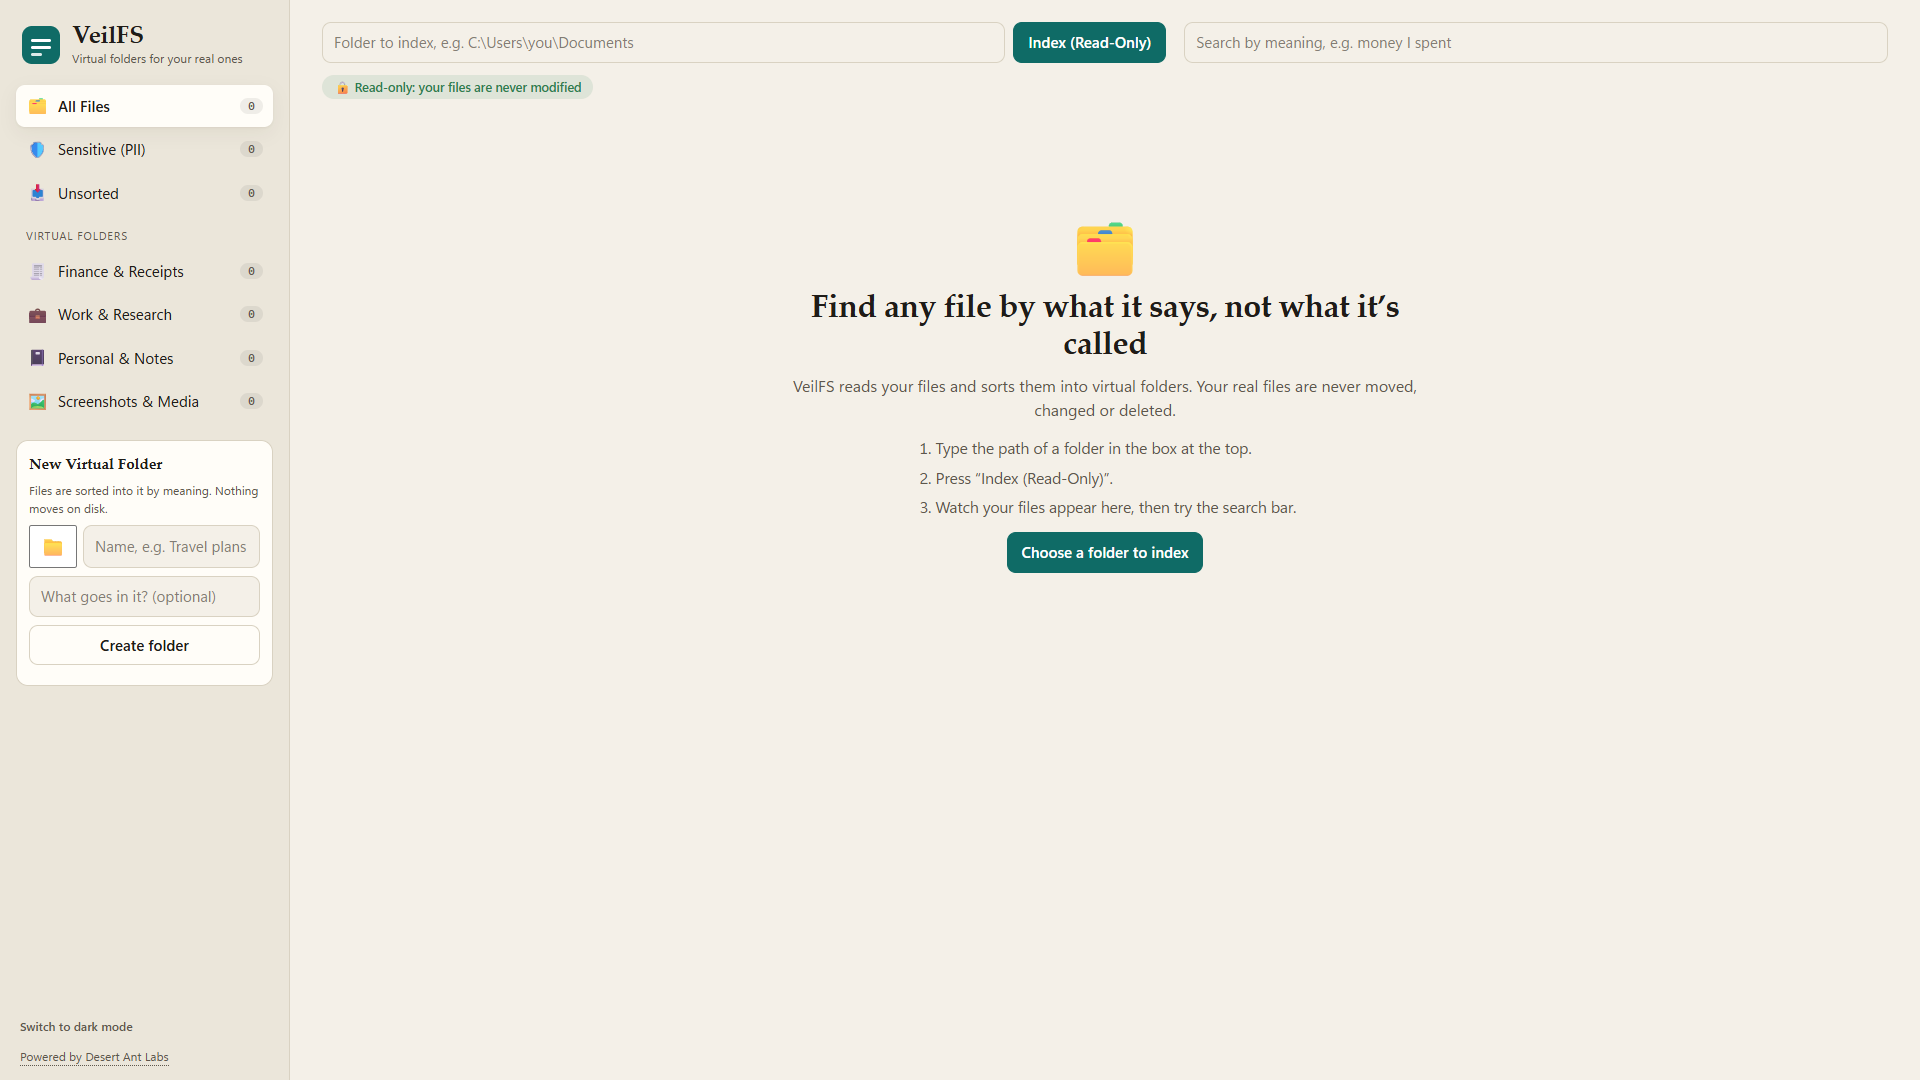 VeilFS
Virtual folders for your real ones
All Files 0
Sensitive (PII) 0
Unsorted 0
VIRTUAL FOLDERS
Finance & Receipts 0
Work & Research 0
Personal & Notes 0
Screenshots & Media 0
New Virtual Folder
Files are sorted into it by meaning. Nothing
moves on disk.
Name, e.g. Travel plans
What goes in it? (optional)
Create folder
Switch to dark mode
Powered by Desert Ant Labs
Folder to index, e.g. C:\Users\you\Documents
Index (Read-Only)
Search by meaning, e.g. money I spent
Read-only: your files are never modified
Find any file by what it says, not what it’s
called
VeilFS reads your files and sorts them into virtual folders. Your real files are never moved,
changed or deleted.
1. Type the path of a folder in the box at the top.
2. Press “Index (Read-Only)”.
3. Watch your files appear here, then try the search bar.
Choose a folder to index